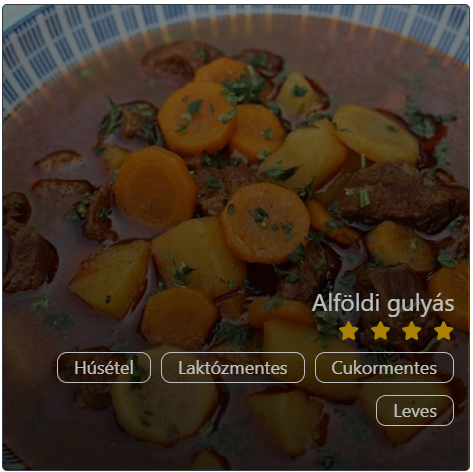 Alföldi gulyás
Húsétel Laktózmentes Cukormentes
Leves